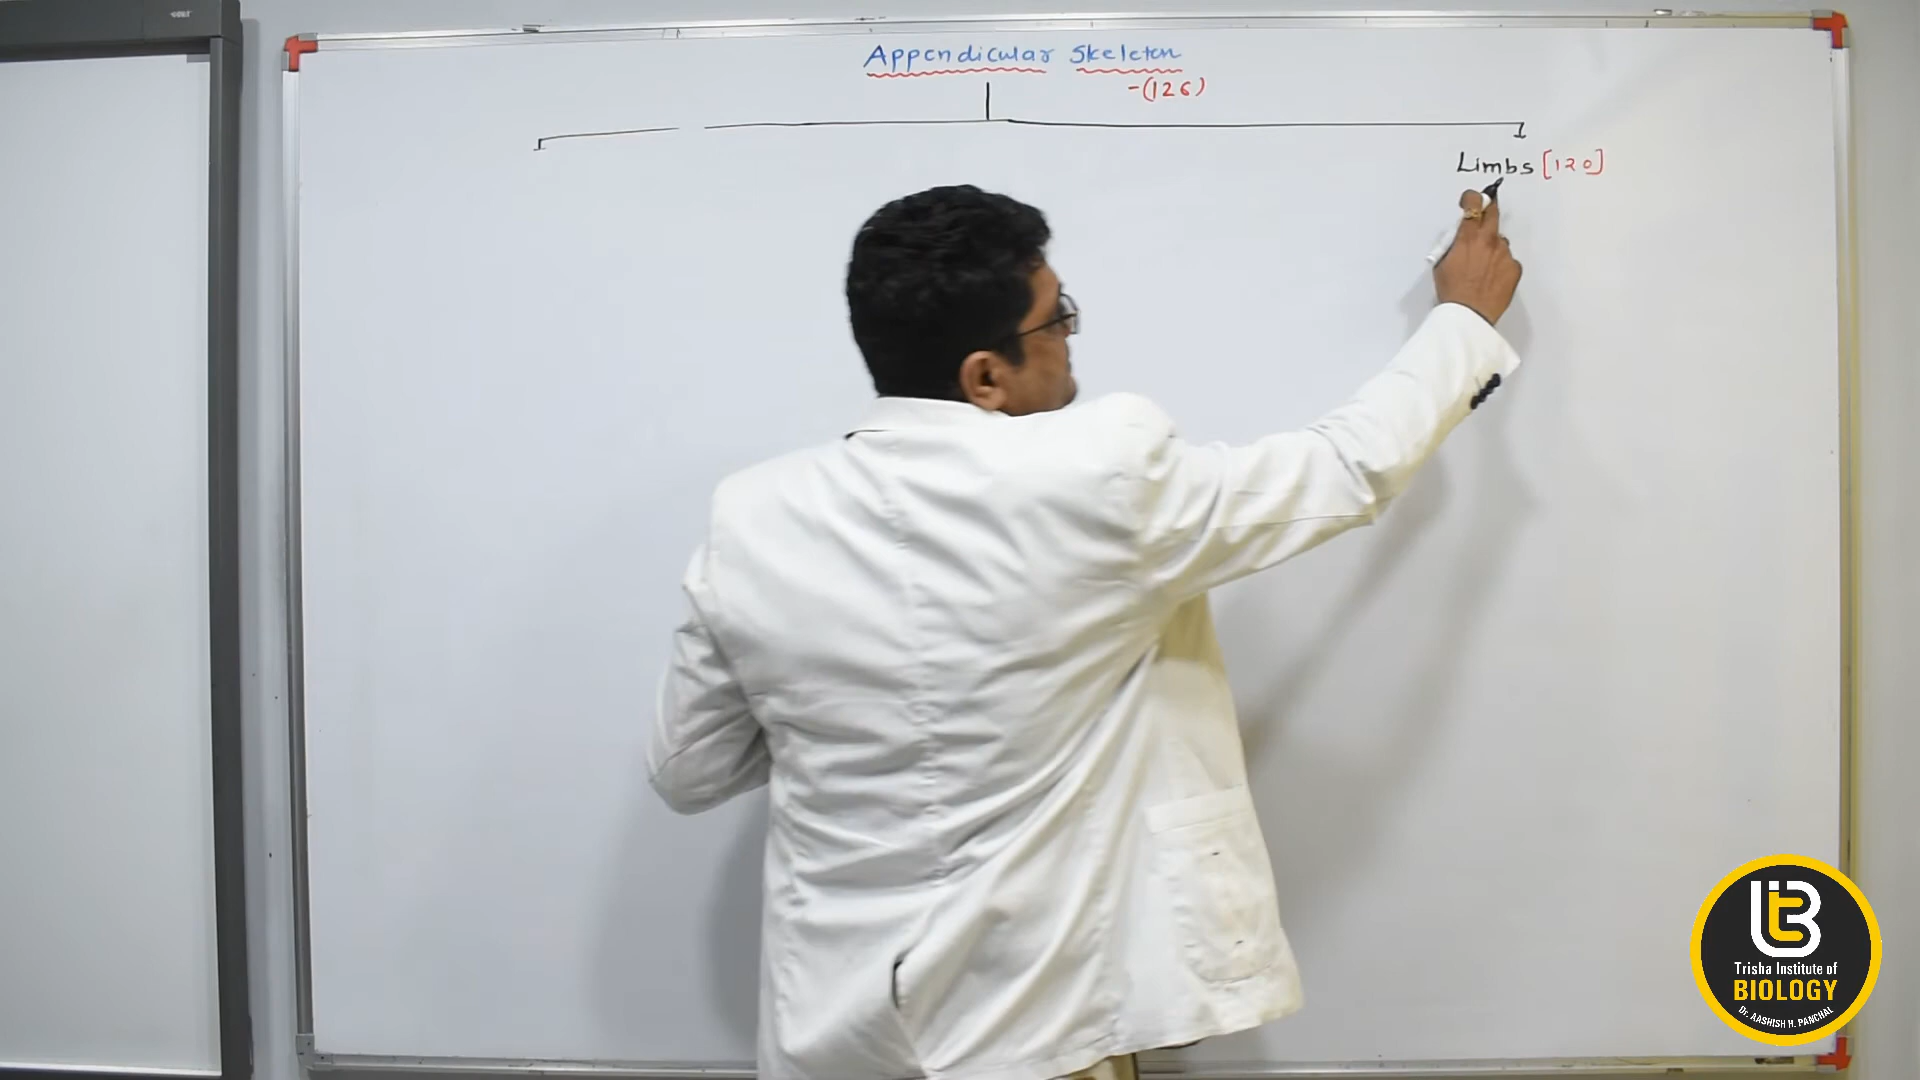 Appendicular Skeleton
-(126)
Limbs [120]
Trisha Institute of
BIOLOGY
Dr. AASHISH H. PANCHAL